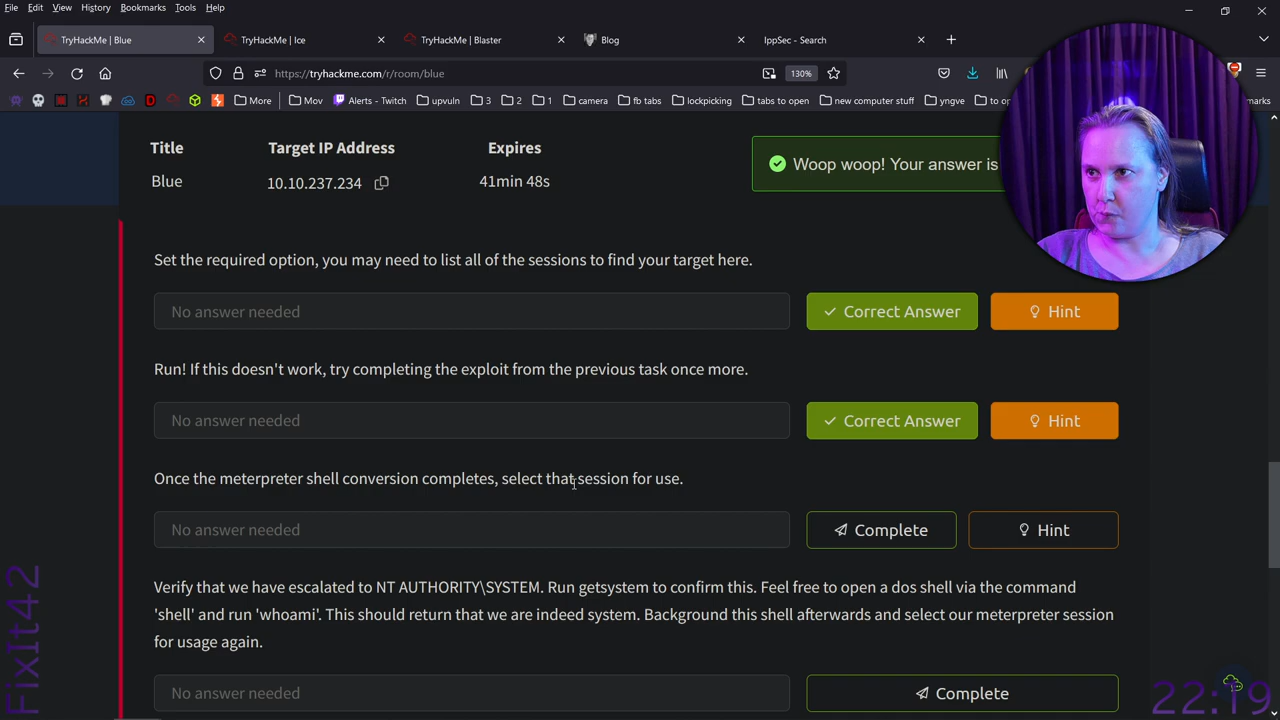 File Edit View History Bookmarks Tools Help
TryHackMe | Blue TryHackMe | Ice TryHackMe | Blaster Blog IppSec - Search
https://tryhackme.com/r/room/blue 130%
More Mov Alerts - Twitch upvuln 3 2 1 camera fb tabs lockpicking tabs to open new computer stuff yngve
Title Target IP Address Expires
Blue 10.10.237.234 41min 48s
Woop woop! Your answer is
Set the required option, you may need to list all of the sessions to find your target here.
No answer needed Correct Answer Hint
Run! If this doesn't work, try completing the exploit from the previous task once more.
No answer needed Correct Answer Hint
Once the meterpreter shell conversion completes, select that session for use.
No answer needed Complete Hint
Verify that we have escalated to NT AUTHORITY\SYSTEM. Run getsystem to confirm this. Feel free to open a dos shell via the command
'shell' and run 'whoami'. This should return that we are indeed system. Background this shell afterwards and select our meterpreter session
for usage again.
No answer needed Complete
FixIt42
22:19